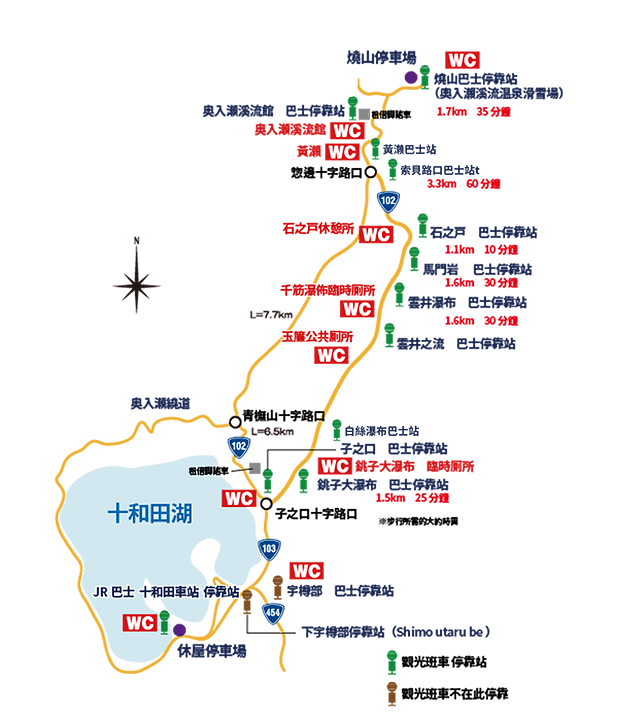 燒山停車場
WC
燒山巴士停靠站
（奧入瀨溪流溫泉滑雪場）
1.7km 35 分鐘
奥入瀨溪流館 巴士停靠站
租借腳踏車
奥入瀨溪流館 WC
黃瀨 WC
黃瀨巴士站
惣邊十字路口
索貝路口巴士站t
3.3km 60 分鐘
102
石之戸休憩所
WC
石之戸 巴士停靠站
1.1km 10 分鐘
N
馬門岩 巴士停靠站
1.6km 30 分鐘
千筋瀑佈臨時厠所
WC
雲井瀑布 巴士停靠站
L=7.7km
1.6km 30 分鐘
玉簾公共厠所
WC
雲井之流 巴士停靠站
奥入瀨繞道
青橅山十字路口
L=6.5km
白絲瀑布巴士站
102
子之口 巴士停靠站
租借腳踏車
WC 銚子大瀑布 臨時厠所
銚子大瀑布 巴士停靠站
WC
1.5km 25 分鐘
十和田湖
子之口十字路口
※步行所需的大約時間
103
WC
JR 巴士 十和田車站 停靠站
宇樽部 巴士停靠站
454
WC
下宇樽部停靠站（Shimo utaru be ）
休屋停車場
觀光班車 停靠站
觀光班車不在此停靠